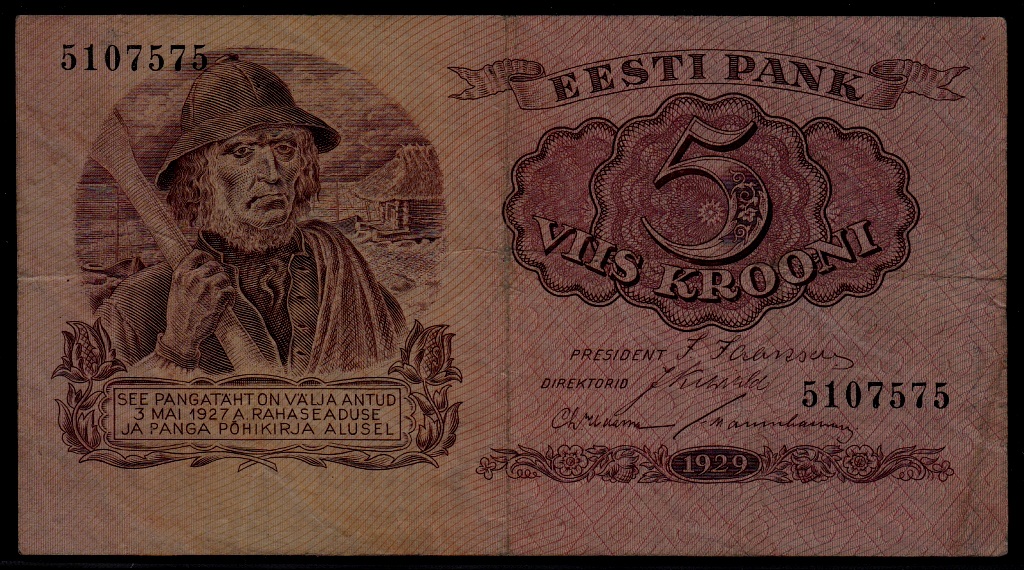 5107575
EESTI PANK
5
VIIS KROONI
PRESIDENT
DIREKTORID
5107575
SEE PANGATÄHT ON VÄLJA ANTUD
3 MAI 1927 A. RAHASEADUSE
JA PANGA PÕHIKIRJA ALUSEL
1929